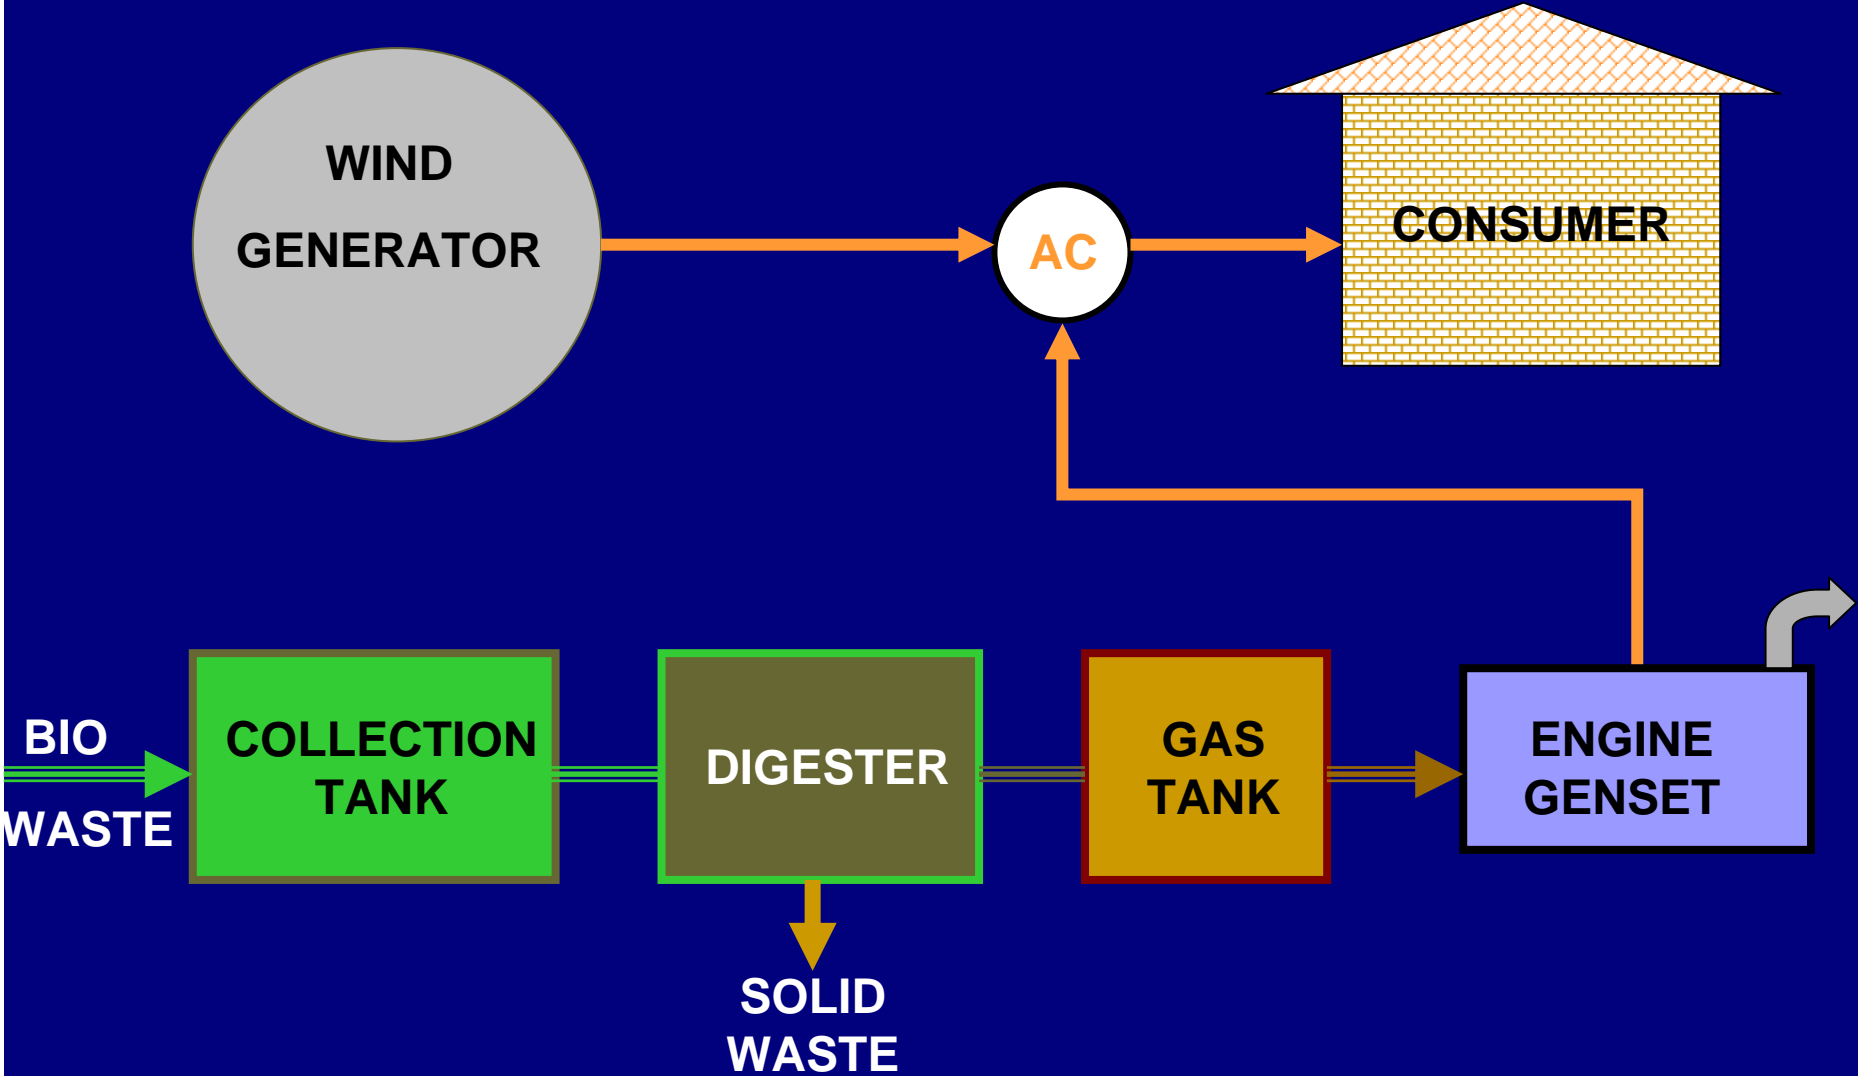 WIND
GENERATOR
AC
CONSUMER
BIO
WASTE
COLLECTION
TANK
DIGESTER
GAS
TANK
ENGINE
GENSET
SOLID
WASTE